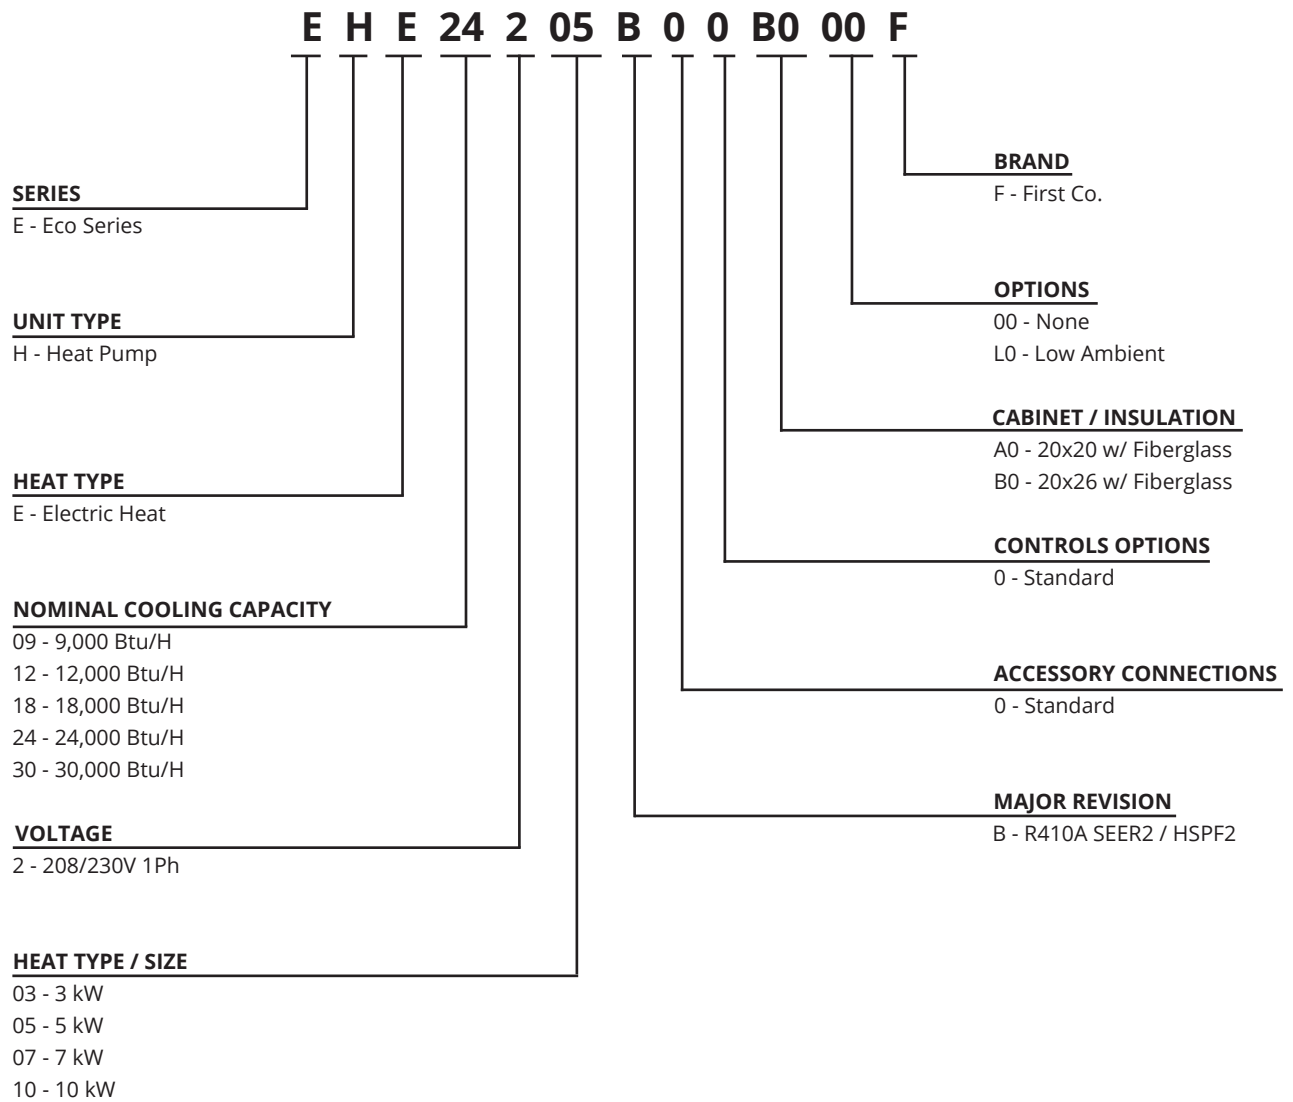 E H E 24 2 05 B 0 0 B0 00 F
SERIES
E - Eco Series
UNIT TYPE
H - Heat Pump
HEAT TYPE
E - Electric Heat
NOMINAL COOLING CAPACITY
09 - 9,000 Btu/H
12 - 12,000 Btu/H
18 - 18,000 Btu/H
24 - 24,000 Btu/H
30 - 30,000 Btu/H
VOLTAGE
2 - 208/230V 1Ph
HEAT TYPE / SIZE
03 - 3 kW
05 - 5 kW
07 - 7 kW
10 - 10 kW
BRAND
F - First Co.
OPTIONS
00 - None
L0 - Low Ambient
CABINET / INSULATION
A0 - 20x20 w/ Fiberglass
B0 - 20x26 w/ Fiberglass
CONTROLS OPTIONS
0 - Standard
ACCESSORY CONNECTIONS
0 - Standard
MAJOR REVISION
B - R410A SEER2 / HSPF2